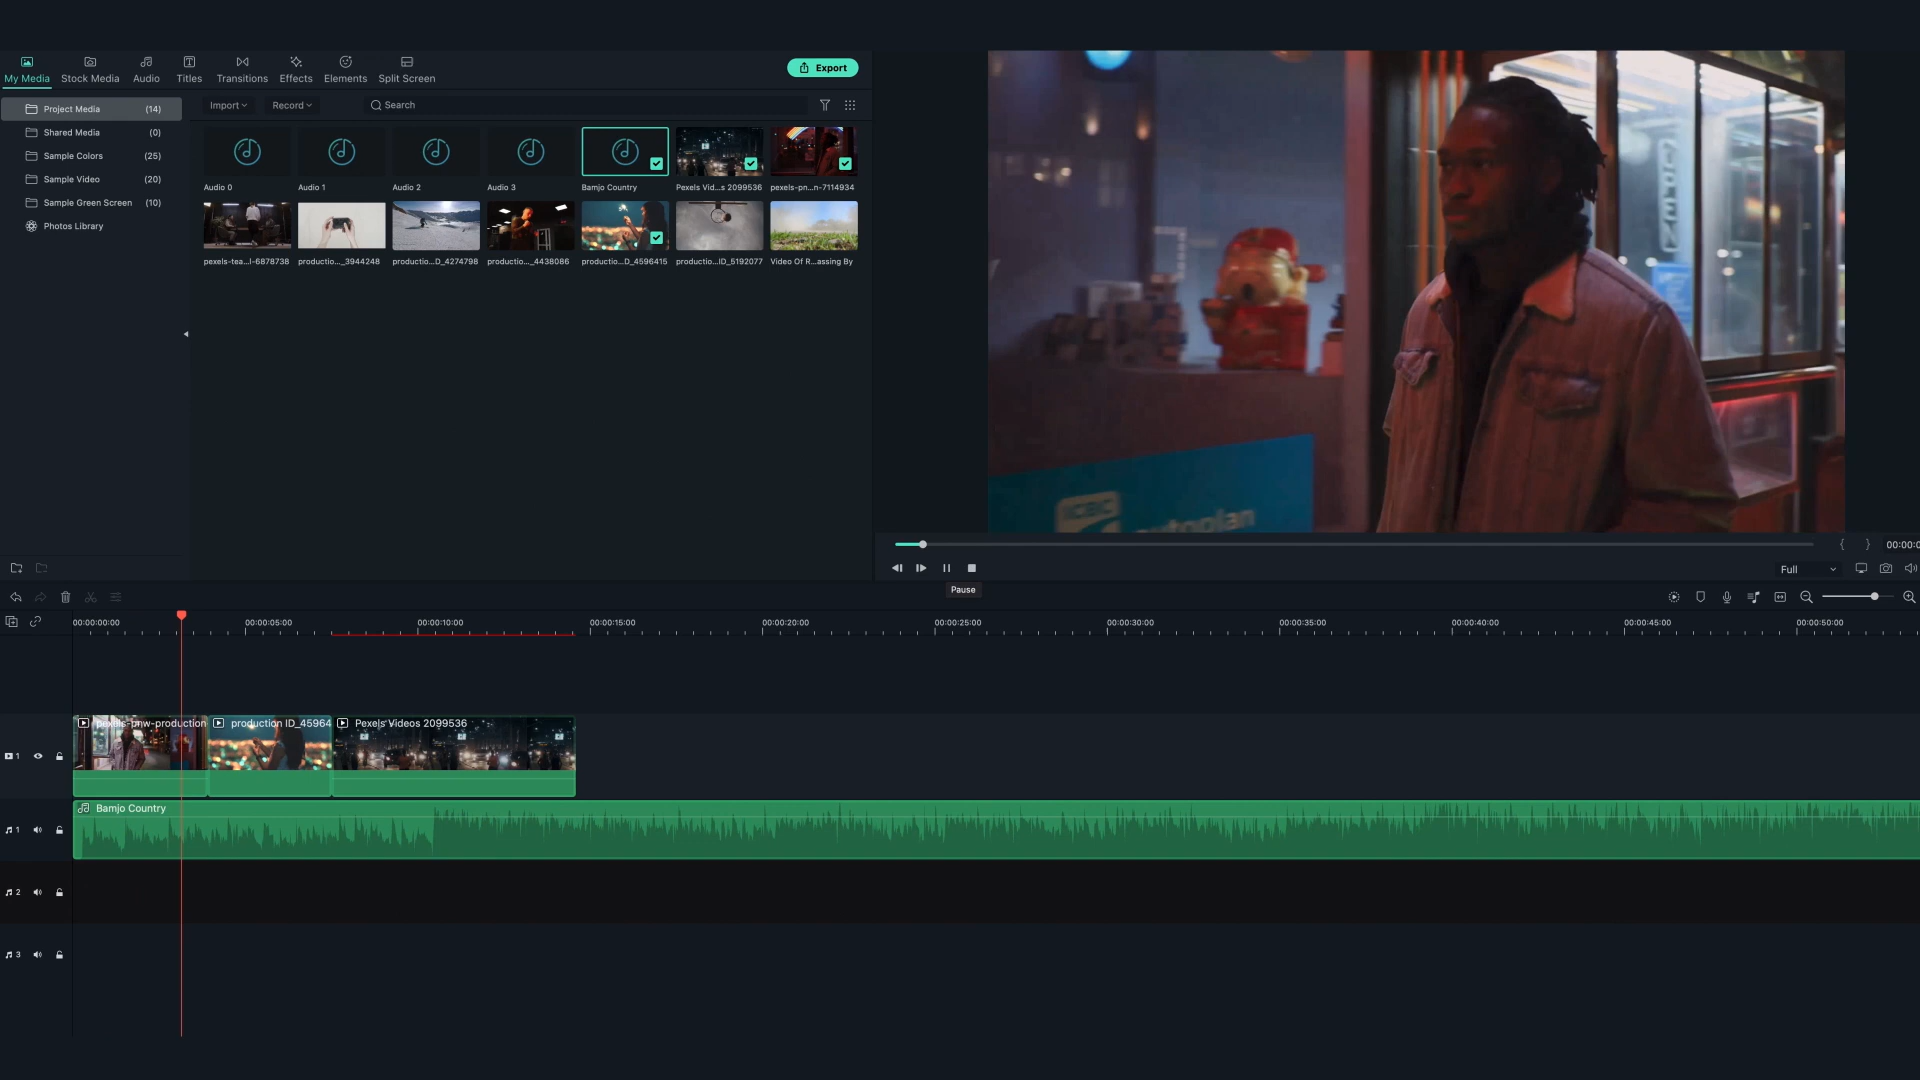 My Media Stock Media Audio Titles Transitions Effects Elements Split Screen
Export
Project Media (14)
Shared Media (0)
Sample Colors (25)
Sample Video (20)
Sample Green Screen (10)
Photos Library
Import Record Search
Audio 0 Audio 1 Audio 2 Audio 3 Bamjo Country Pexels Vid...s 2099536 pexels-pn...n-7114934
pexels-tea...l-6878738 productio..._3944248 productio...D_4274798 productio..._4438086 productio...D_4596415 productio...ID_5192077 Video Of R...assing By
OPEN
icbc autoplan
00:00:0
Full
Pause
00:00:00:00 00:00:05:00 00:00:10:00 00:00:15:00 00:00:20:00 00:00:25:00 00:00:30:00 00:00:35:00 00:00:40:00 00:00:45:00 00:00:50:00
pexels-pnw-production production ID_45964 Pexels Videos 2099536
1
Bamjo Country
1
2
3